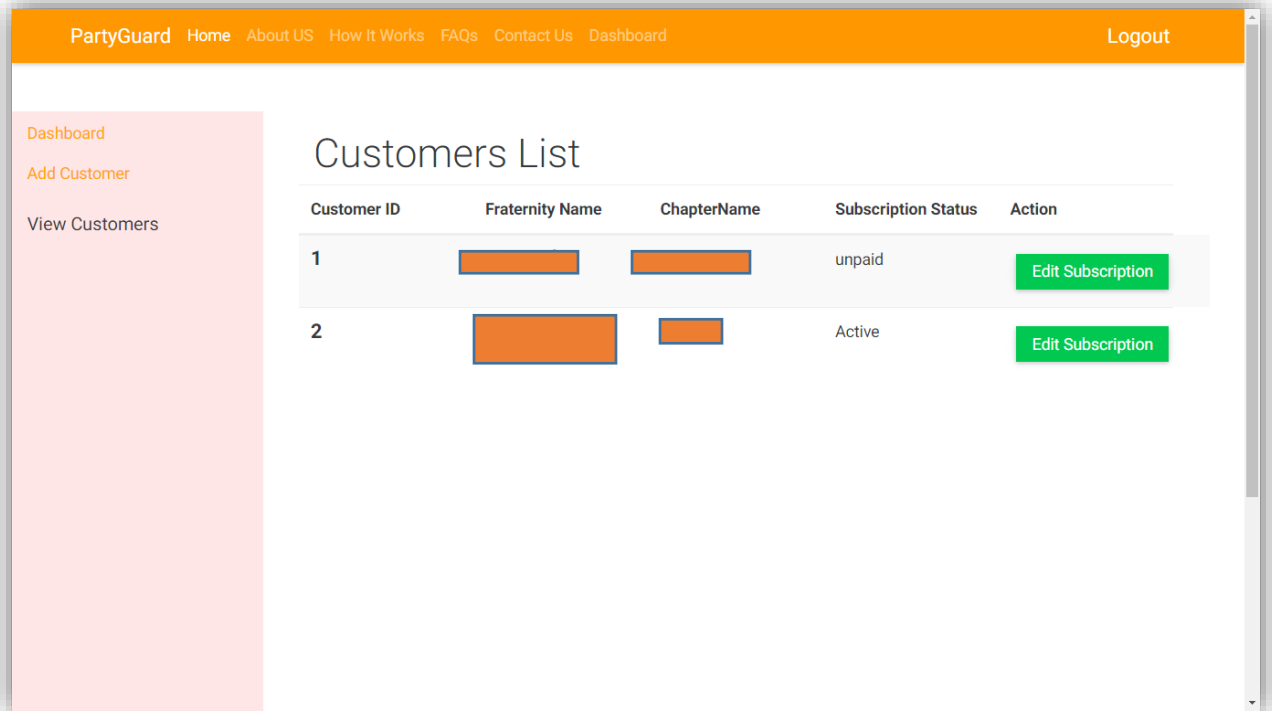 PartyGuard Home About US How It Works FAQs Contact Us Dashboard Logout
Dashboard
Add Customer
View Customers
Customers List
Customer ID Fraternity Name ChapterName Subscription Status Action
1 unpaid Edit Subscription
2 Active Edit Subscription